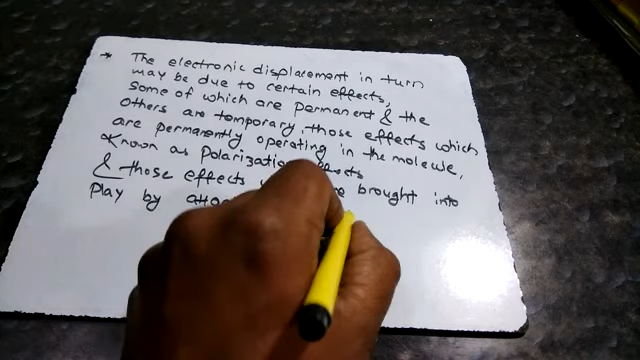 * The electronic displacement in turn
may be due to certain effects,
some of which are permanent & the
others are temporary. those effects which
are permanently operating in the molecule,
Known as Polarization effects
& those effects brought into
Play by